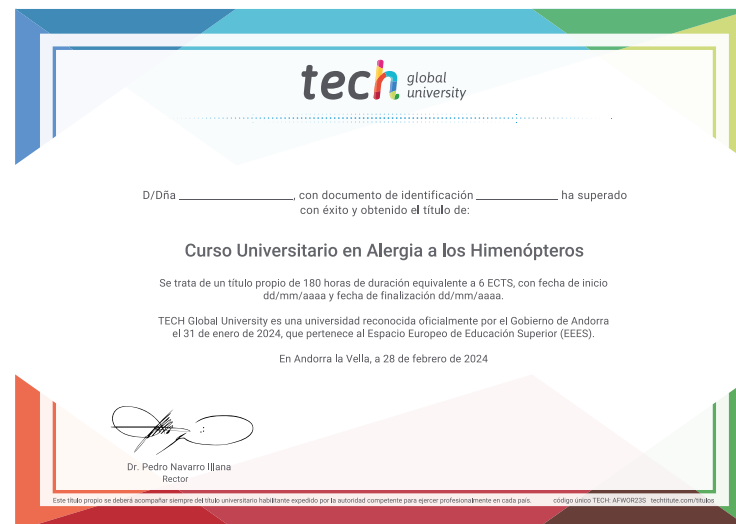 tech global university
D/Dña ______________, con documento de identificación ______________ ha superado
con éxito y obtenido el título de:
Curso Universitario en Alergia a los Himenópteros
Se trata de un título propio de 180 horas de duración equivalente a 6 ECTS, con fecha de inicio
dd/mm/aaaa y fecha de finalización dd/mm/aaaa.
TECH Global University es una universidad reconocida oficialmente por el Gobierno de Andorra
el 31 de enero de 2024, que pertenece al Espacio Europeo de Educación Superior (EEES).
En Andorra la Vella, a 28 de febrero de 2024
Dr. Pedro Navarro Illana
Rector
Este título propio se deberá acompañar siempre del título universitario habilitante expedido por la autoridad competente para ejercer profesionalmente en cada país. código único TECH: AFWOR23S techtitute.com/titulos